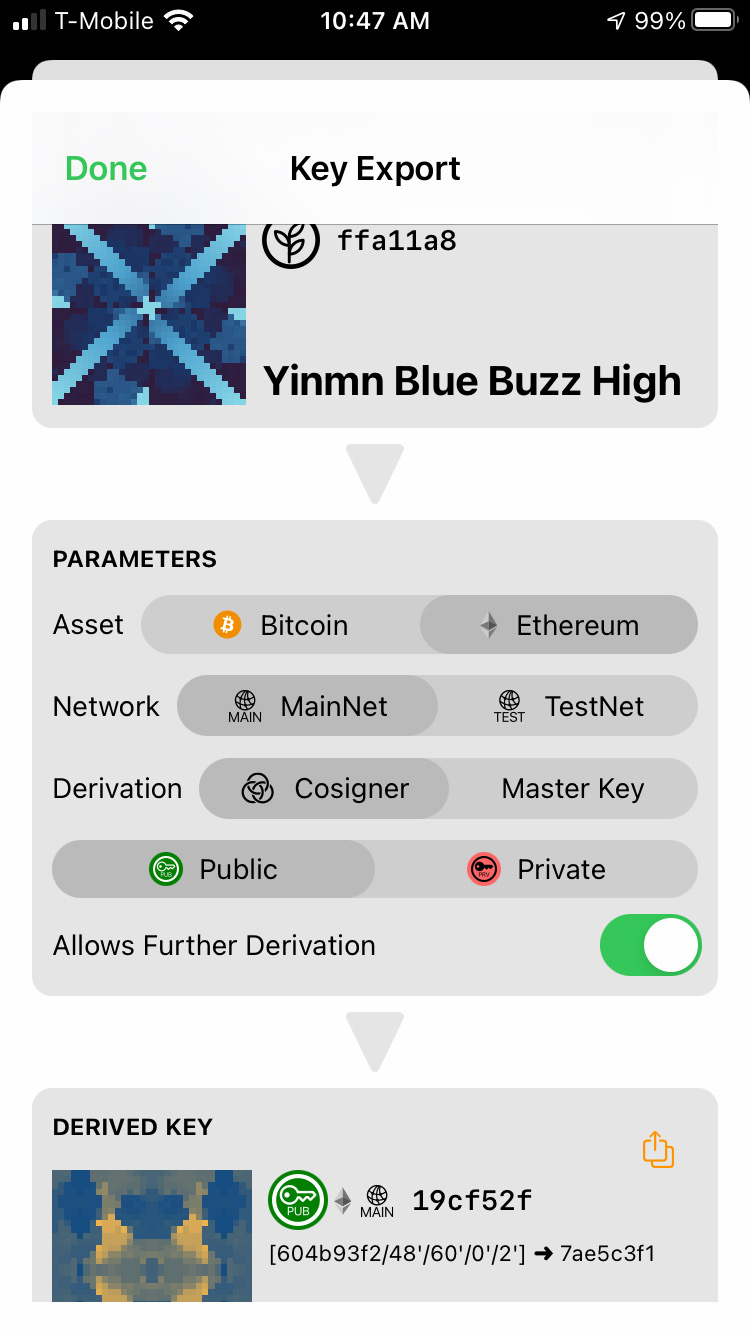 T-Mobile 10:47 AM 99%
Done Key Export
ffa11a8
Yinmn Blue Buzz High
PARAMETERS
Asset Bitcoin Ethereum
Network MAIN MainNet TEST TestNet
Derivation Cosigner Master Key
PUB Public PRV Private
Allows Further Derivation
DERIVED KEY
PUB MAIN 19cf52f
[604b93f2/48'/60'/0'/2'] ➜ 7ae5c3f1